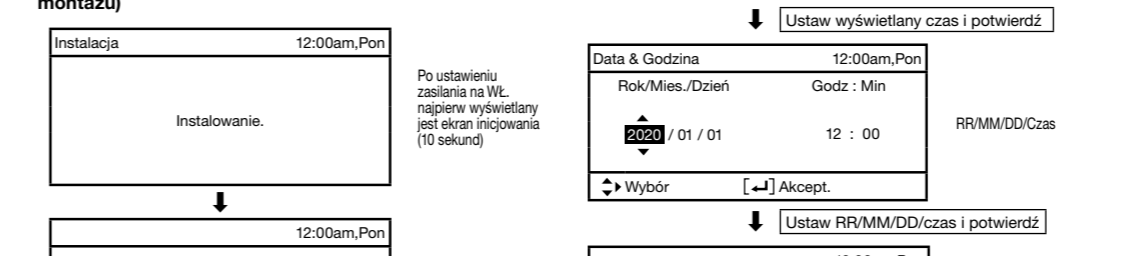 montażu)
Instalacja 12:00am,Pon
Instalowanie.
Po ustawieniu
zasilania na WŁ.
najpierw wyświetlany
jest ekran inicjowania
(10 sekund)
12:00am,Pon
Ustaw wyświetlany czas i potwierdź
Data & Godzina 12:00am,Pon
Rok/Mies./Dzień Godz : Min
2020 / 01 / 01 12 : 00
RR/MM/DD/Czas
Wybór [↵] Akcept.
Ustaw RR/MM/DD/czas i potwierdź